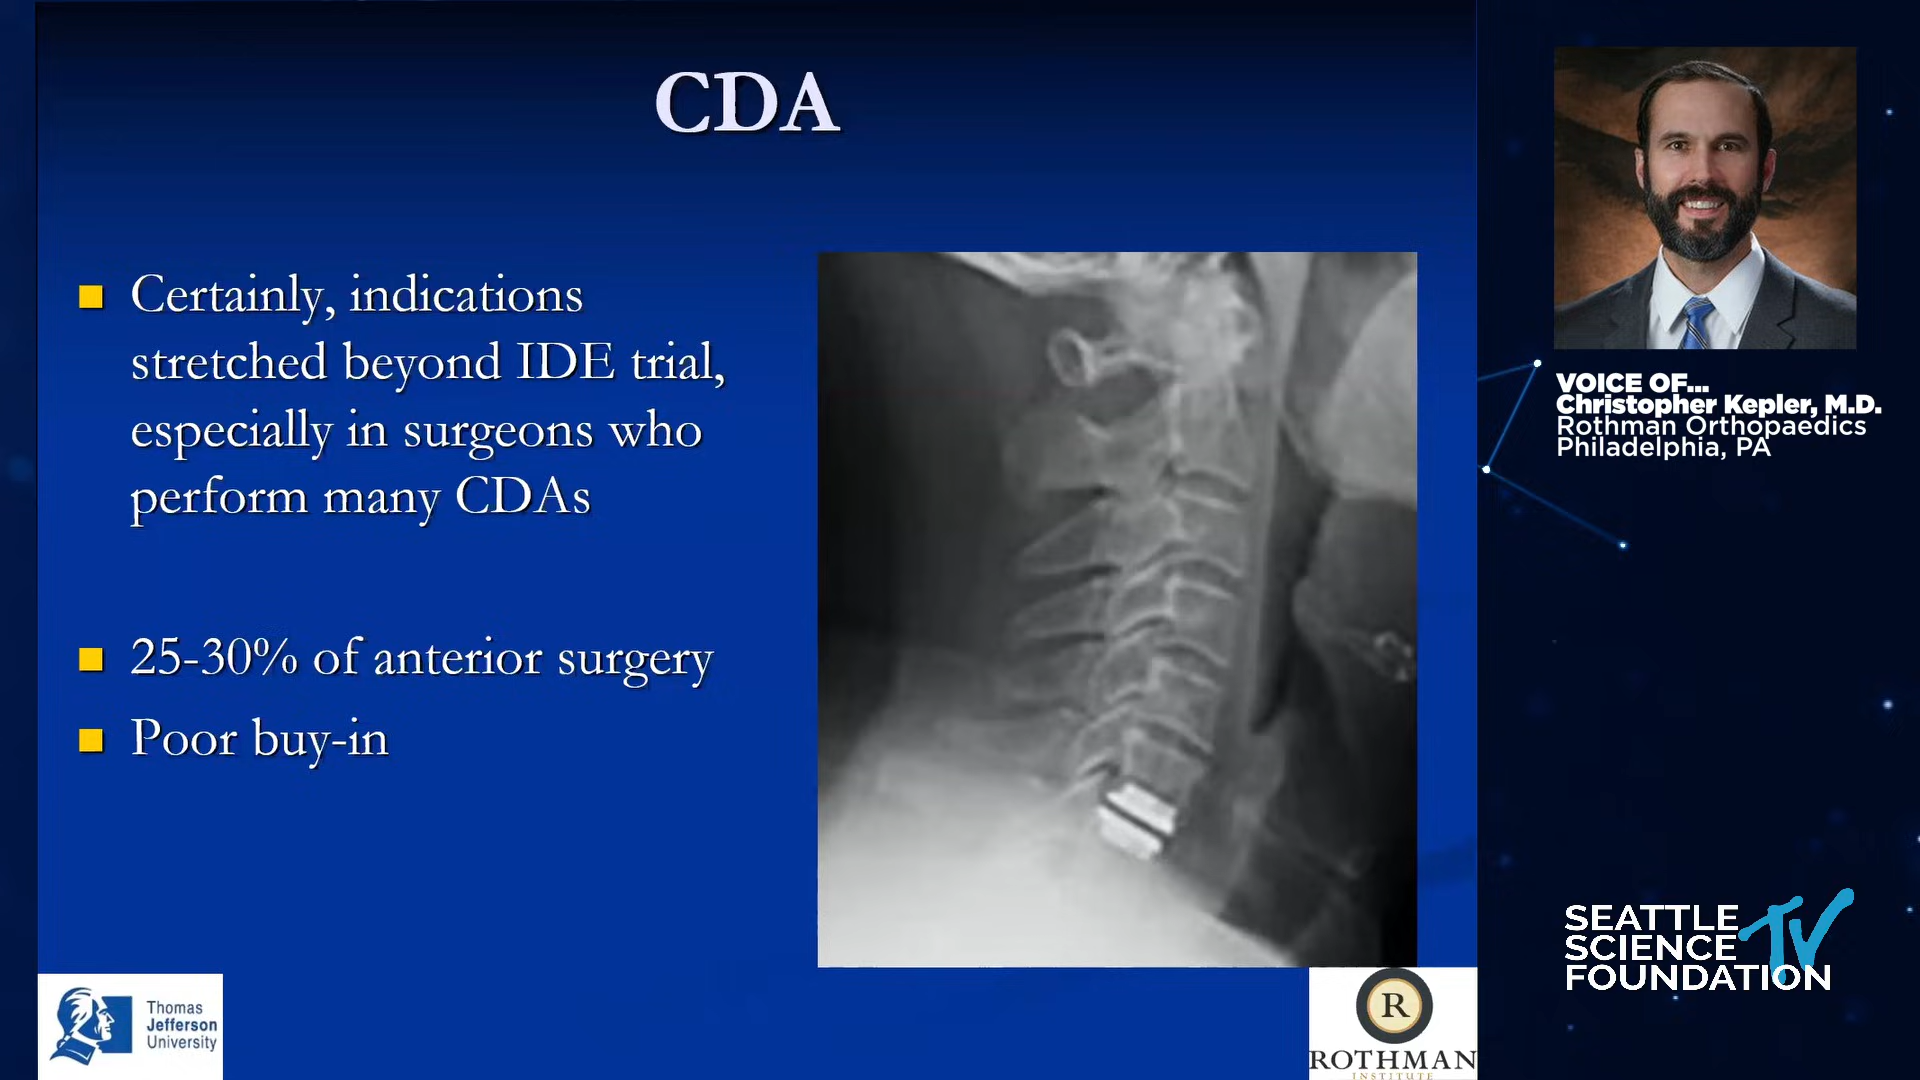 CDA
Certainly, indications
stretched beyond IDE trial,
especially in surgeons who
perform many CDAs
25-30% of anterior surgery
Poor buy-in
Thomas
Jefferson
University
R
ROTHMAN
INSTITUTE
VOICE OF...
Christopher Kepler, M.D.
Rothman Orthopaedics
Philadelphia, PA
SEATTLE
SCIENCE
FOUNDATION
TV